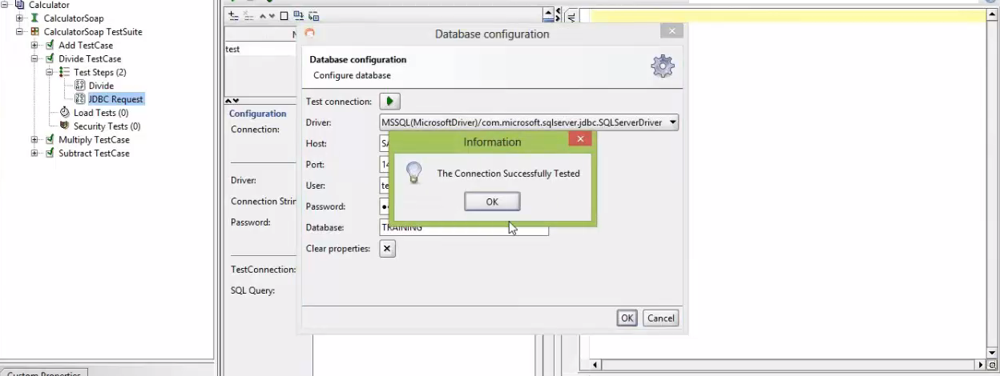 Calculator
CalculatorSoap
CalculatorSoap TestSuite
Add TestCase
Divide TestCase
Test Steps (2)
Divide
JDBC Request
Load Tests (0)
Security Tests (0)
Multiply TestCase
Subtract TestCase
test
Configuration
Connection:
Driver:
Connection Strin
Password:
TestConnection:
SQL Query:
Database configuration
Database configuration
Configure database
Test connection:
Driver: MSSQL(MicrosoftDriver)/com.microsoft.sqlserver.jdbc.SQLServerDriver
Host:
Port: 14
User: te
Password:
Database: TRAINING
Clear properties:
Information
The Connection Successfully Tested
OK
OK Cancel
Custom Properties